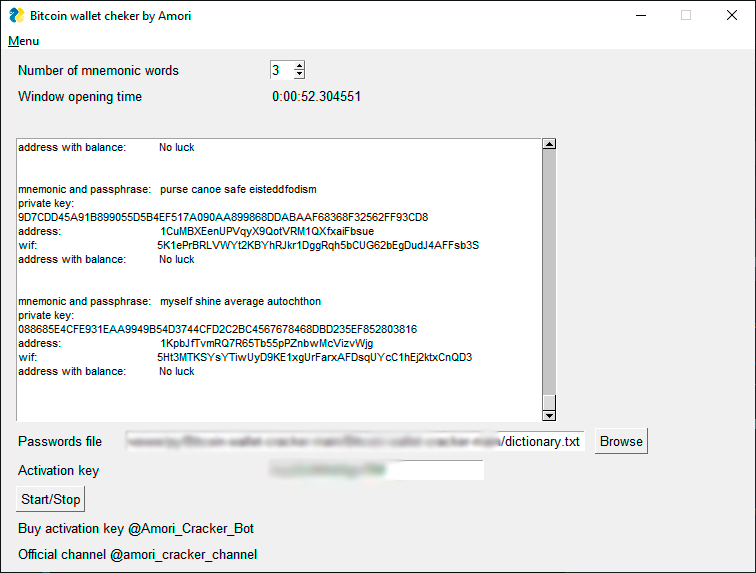 Bitcoin wallet cheker by Amori
Menu
Number of mnemonic words 3
Window opening time 0:00:52.304551
address with balance: No luck
mnemonic and passphrase: purse canoe safe eisteddfodism
private key:
9D7CDD45A91B899055D5B4EF517A090AA899868DDABAAF68368F32562FF93CD8
address: 1CuMBXEenUPVqyX9QotVRM1QXfxaiFbsue
wif: 5K1ePrBRLVWYt2KBYhRJkr1DggRqh5bCUG62bEgDudJ4AFFsb3S
address with balance: No luck
mnemonic and passphrase: myself shine average autochthon
private key:
088685E4CFE931EAA9949B54D3744CFD2C2BC4567678468DBD235EF852803816
address: 1KpbJfTvmRQ7R65Tb55pPZnbwMcVizvWjg
wif: 5Ht3MTKSYsYTiwUyD9KE1xgUrFarxAFDsqUYcC1hEj2ktxCnQD3
address with balance: No luck
Passwords file /dictionary.txt Browse
Activation key
Start/Stop
Buy activation key @Amori_Cracker_Bot
Official channel @amori_cracker_channel